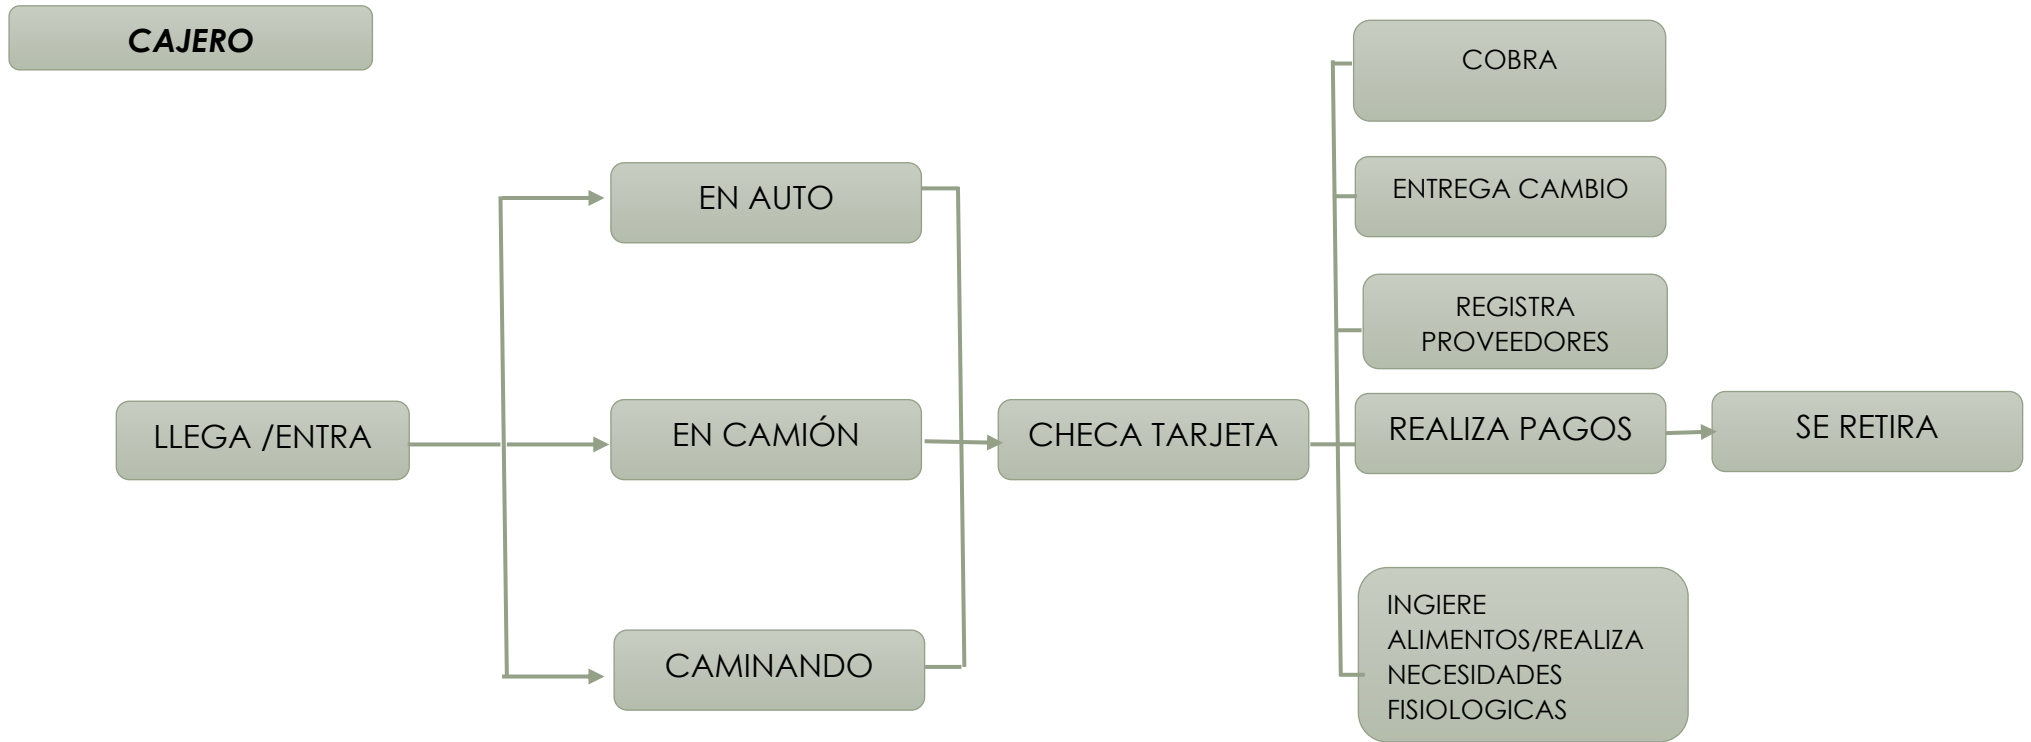 CAJERO
LLEGA /ENTRA
EN AUTO
EN CAMIÓN
CAMINANDO
CHECA TARJETA
COBRA
ENTREGA CAMBIO
REGISTRA
PROVEEDORES
REALIZA PAGOS
INGIERE
ALIMENTOS/REALIZA
NECESIDADES
FISIOLOGICAS
SE RETIRA